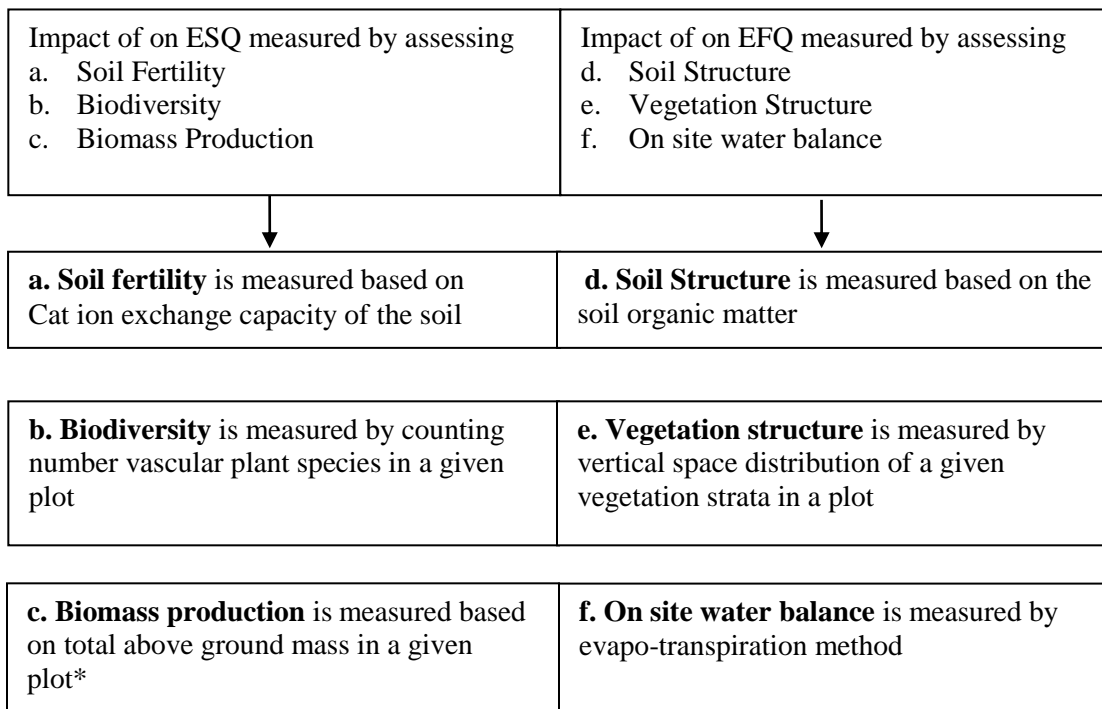 Impact of on ESQ measured by assessing
a. Soil Fertility
b. Biodiversity
c. Biomass Production
Impact of on EFQ measured by assessing
d. Soil Structure
e. Vegetation Structure
f. On site water balance
a. Soil fertility is measured based on
Cat ion exchange capacity of the soil
d. Soil Structure is measured based on the
soil organic matter
b. Biodiversity is measured by counting
number vascular plant species in a given
plot
e. Vegetation structure is measured by
vertical space distribution of a given
vegetation strata in a plot
c. Biomass production is measured based
on total above ground mass in a given
plot*
f. On site water balance is measured by
evapo-transpiration method